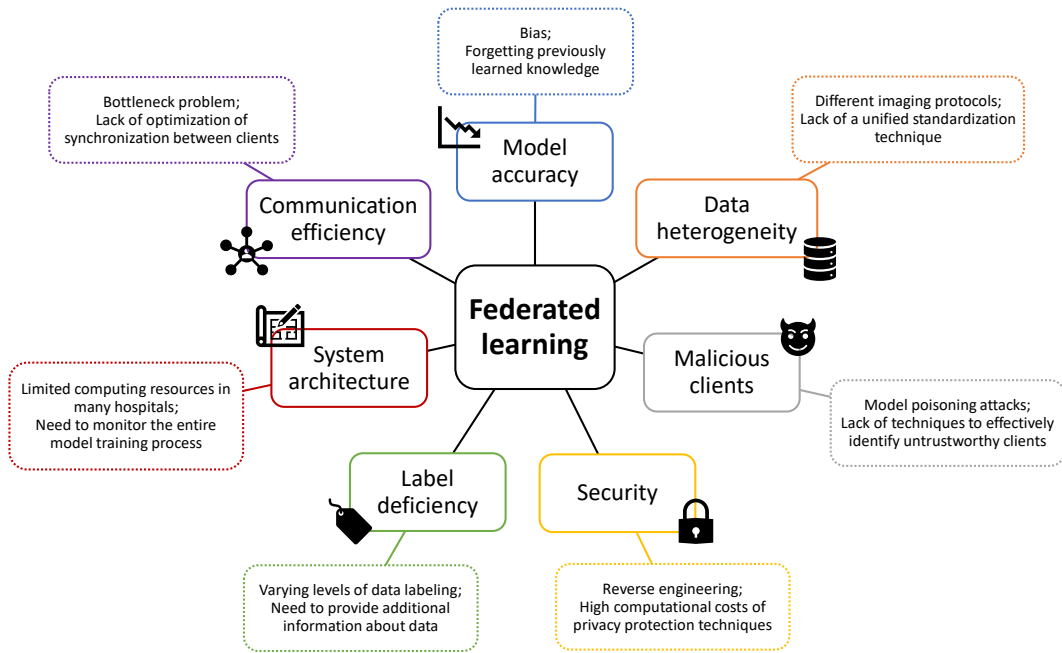 Bias;
Forgetting previously
learned knowledge
Bottleneck problem;
Lack of optimization of
synchronization between clients
Different imaging protocols;
Lack of a unified standardization
technique
Model
accuracy
Communication
efficiency
Data
heterogeneity
Federated
learning
System
architecture
Malicious
clients
Limited computing resources in
many hospitals;
Need to monitor the entire
model training process
Model poisoning attacks;
Lack of techniques to effectively
identify untrustworthy clients
Label
deficiency
Security
Varying levels of data labeling;
Need to provide additional
information about data
Reverse engineering;
High computational costs of
privacy protection techniques